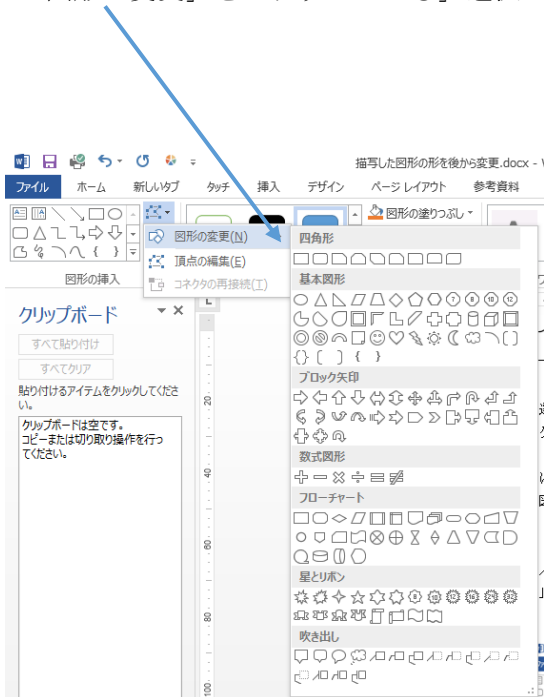 描写した図形の形を後から変更.docx -
ファイル ホーム 新しいタブ タッチ 挿入 デザイン ページ レイアウト 参考資料
図形の塗りつぶし
図形の変更(N)
頂点の編集(E)
コネクタの再接続(T)
図形の挿入
四角形
基本図形
ブロック矢印
数式図形
フローチャート
星とリボン
吹き出し
クリップボード
すべて貼り付け
すべてクリア
貼り付けるアイテムをクリックしてくださ
い。
クリップボードは空です。
コピーまたは切り取り操作を行っ
てください。
L
20
40
60
80
100